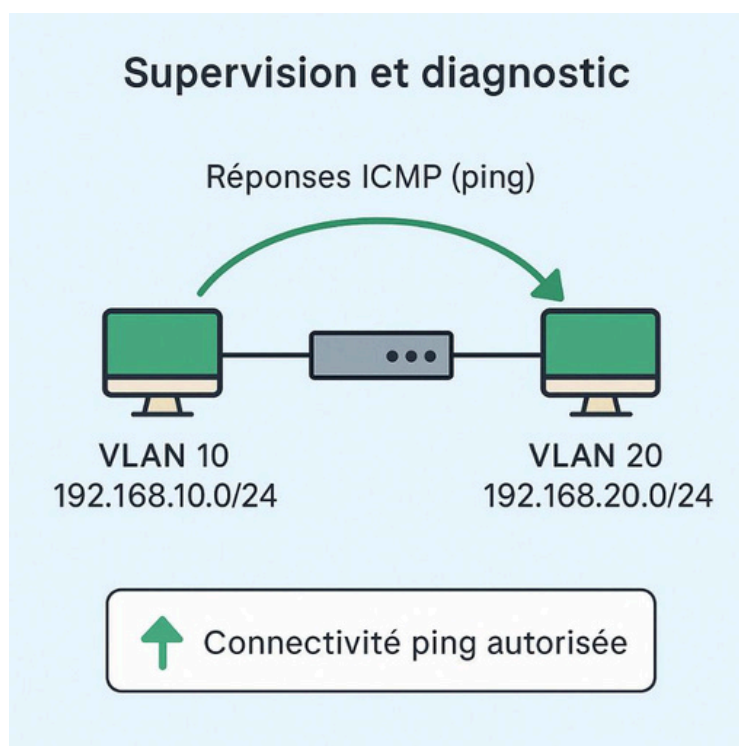 Supervision et diagnostic
Réponses ICMP (ping)
VLAN 10
192.168.10.0/24
VLAN 20
192.168.20.0/24
Connectivité ping autorisée